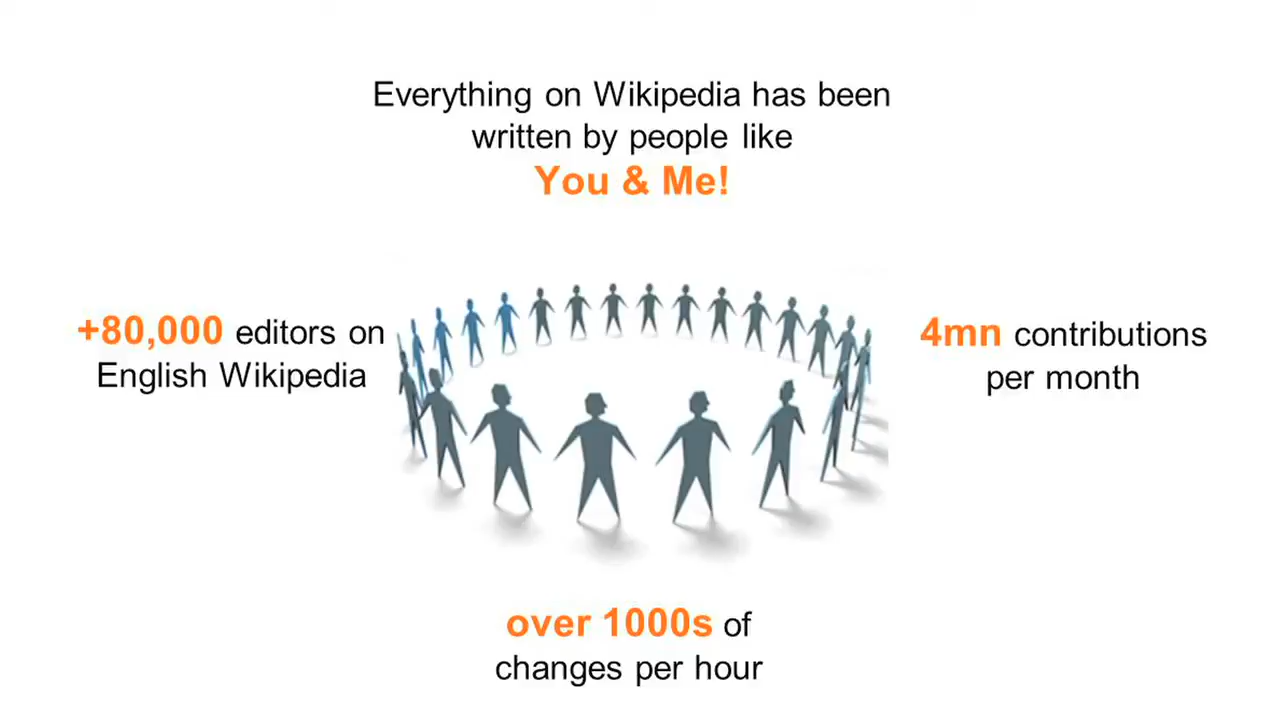 Everything on Wikipedia has been
written by people like
You & Me!
+80,000 editors on
English Wikipedia
4mn contributions
per month
over 1000s of
changes per hour